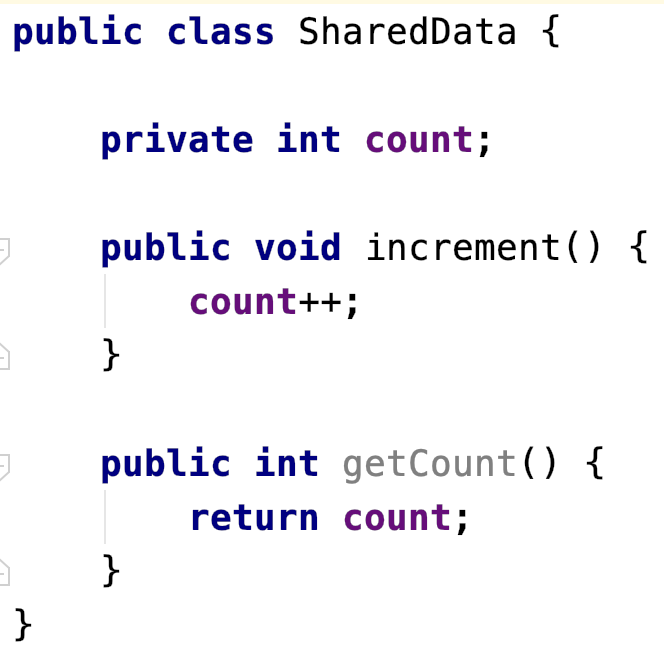 public class SharedData {
    private int count;
    public void increment() {
        count++;
    }
    public int getCount() {
        return count;
    }
}